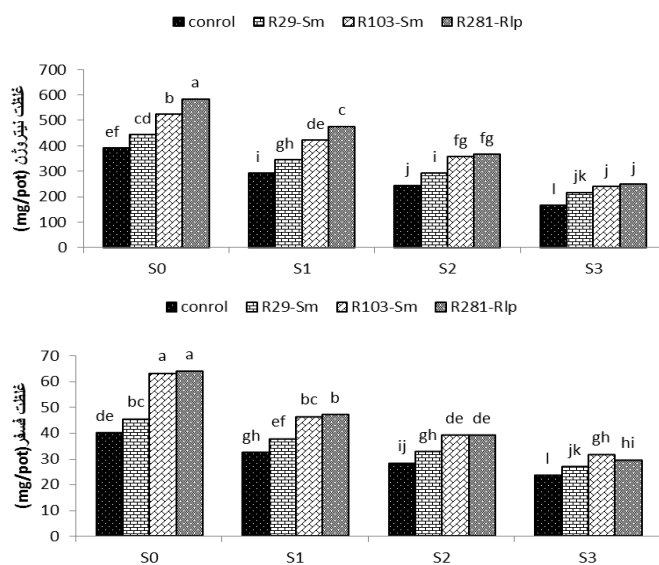 conrol R29-Sm R103-Sm R281-Rlp
غلظت نیتروژن (mg/pot)
700
600
500
400
300
200
100
0
ef cd b a
i gh de c
j i fg fg
l jk j j
S0 S1 S2 S3
conrol R29-Sm R103-Sm R281-Rlp
غلظت فسفر (mg/pot)
70
60
50
40
30
20
10
0
de bc a a
gh ef bc b
ij gh de de
l jk gh hi
S0 S1 S2 S3